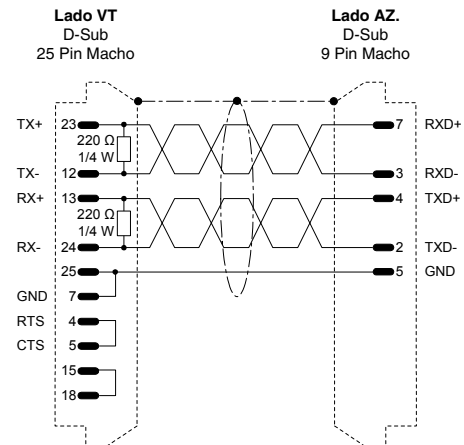 Lado VT
D-Sub
25 Pin Macho
Lado AZ.
D-Sub
9 Pin Macho
TX+ 23
7 RXD+
220 Ω
1/4 W
TX- 12
3 RXD-
RX+ 13
4 TXD+
220 Ω
1/4 W
RX- 24
2 TXD-
25
5 GND
GND 7
RTS 4
CTS 5
15
18